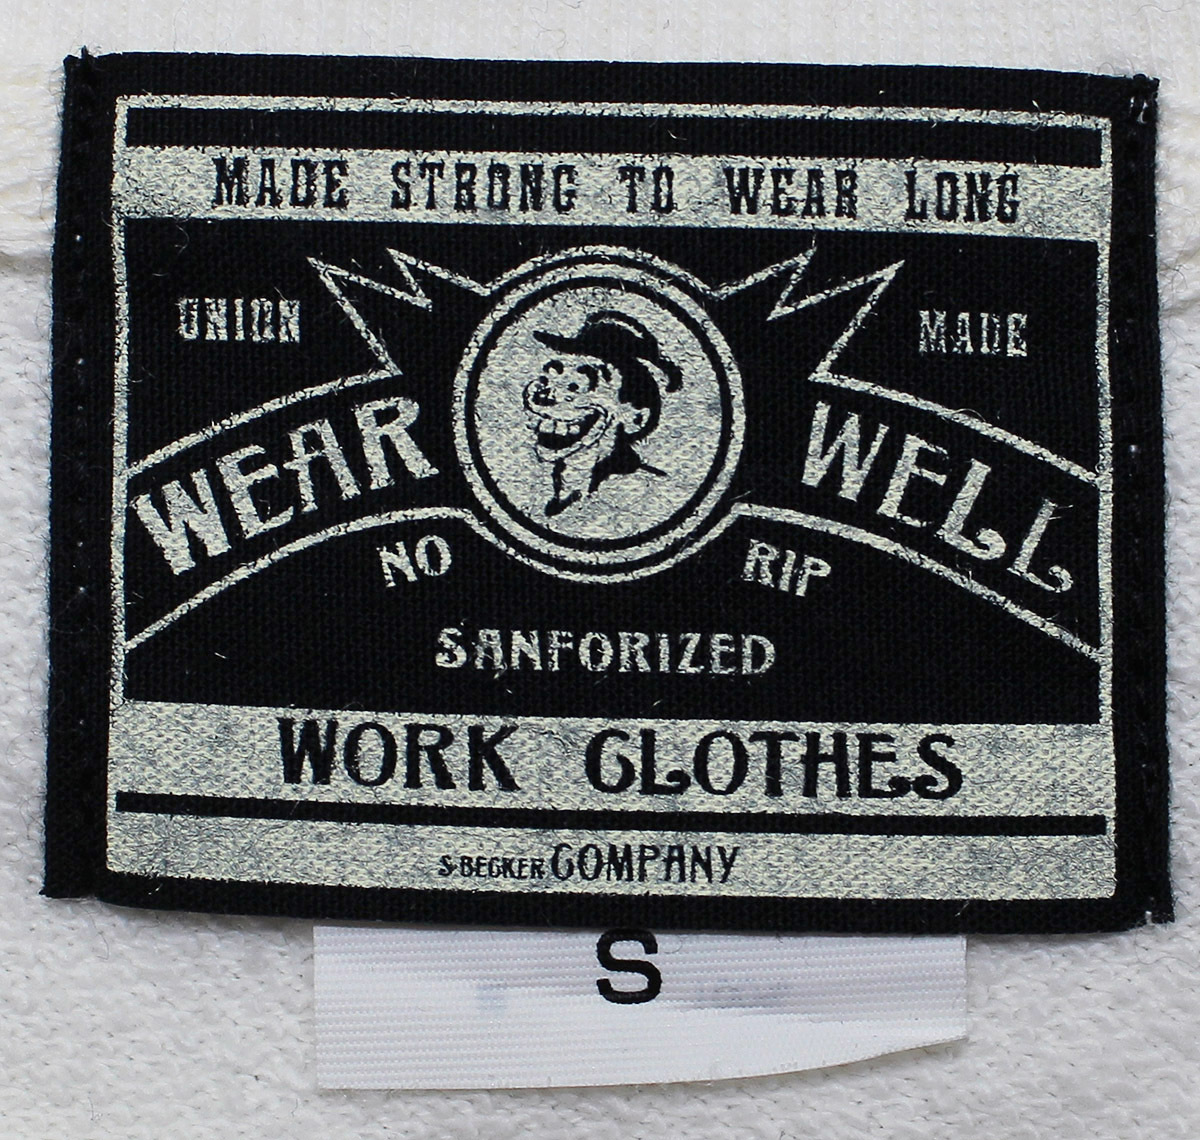 MADE STRONG TO WEAR LONG
UNION MADE
WEAR WELL
NO RIP
SANFORIZED
WORK CLOTHES
S·BECKER COMPANY
S